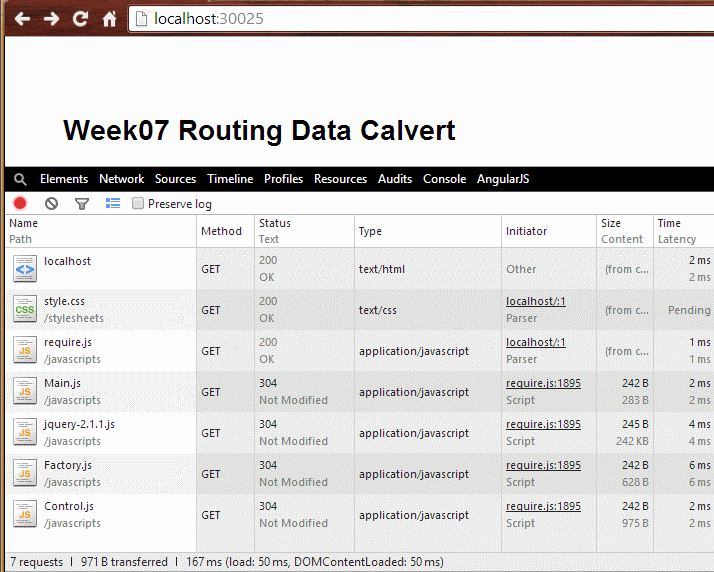 localhost:30025
Week07 Routing Data Calvert
Elements Network Sources Timeline Profiles Resources Audits Console AngularJS
Preserve log
Name Path Method Status Text Type Initiator Size Content Time Latency
localhost GET 200 OK text/html Other (from c... 2 ms 2 ms
style.css /stylesheets GET 200 OK text/css localhost/:1 Parser (from c... Pending
require.js /javascripts GET 200 OK application/javascript localhost/:1 Parser (from c... 1 ms 1 ms
Main.js /javascripts GET 304 Not Modified application/javascript require.js:1895 Script 242 B 283 B 2 ms 2 ms
jquery-2.1.1.js /javascripts GET 304 Not Modified application/javascript require.js:1895 Script 245 B 242 KB 4 ms 4 ms
Factory.js /javascripts GET 304 Not Modified application/javascript require.js:1895 Script 242 B 628 B 6 ms 6 ms
Control.js /javascripts GET 304 Not Modified application/javascript require.js:1895 Script 242 B 975 B 2 ms 2 ms
7 requests | 971 B transferred | 167 ms (load: 50 ms, DOMContentLoaded: 50 ms)